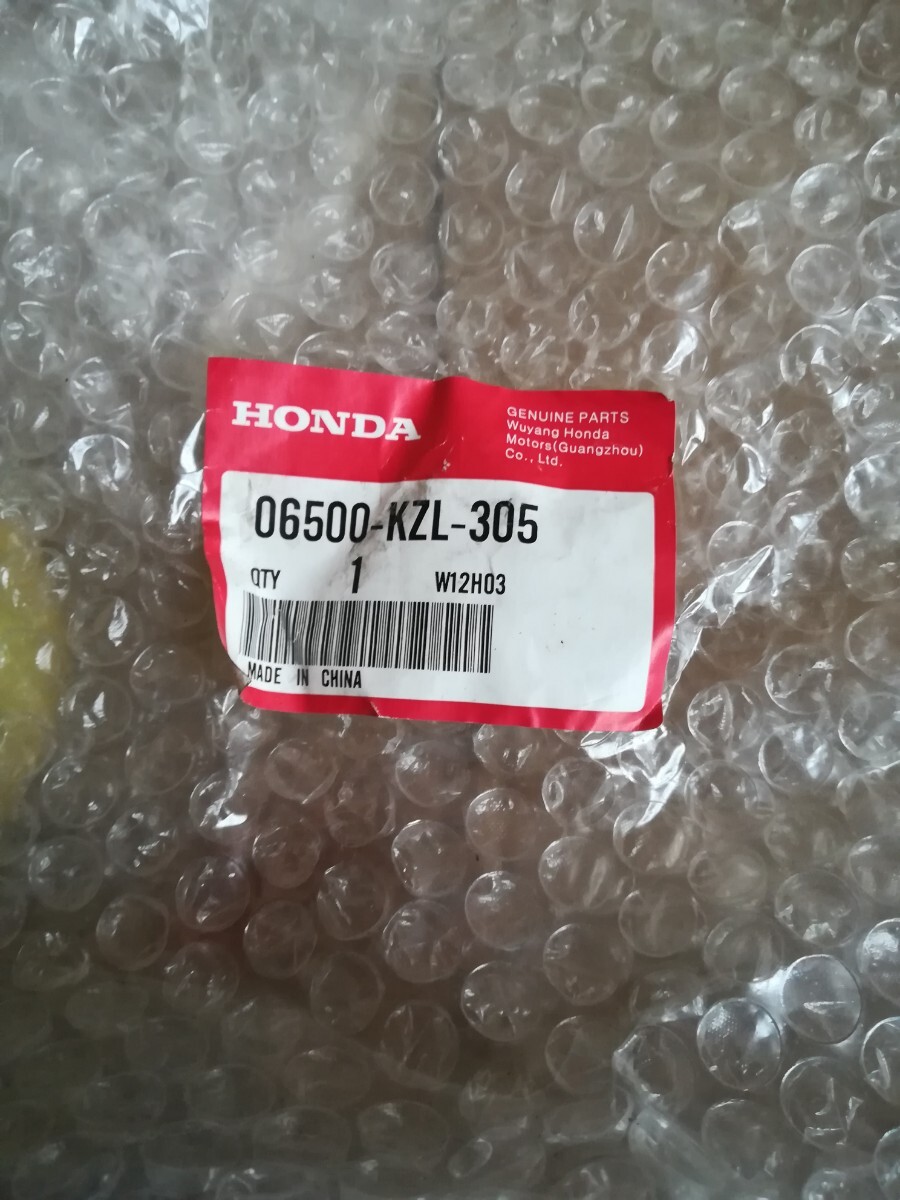 HONDA
GENUINE PARTS
Wuyang Honda
Motors(Guangzhou)
Co., Ltd.
06500-KZL-305
QTY 1 W12H03
MADE IN CHINA